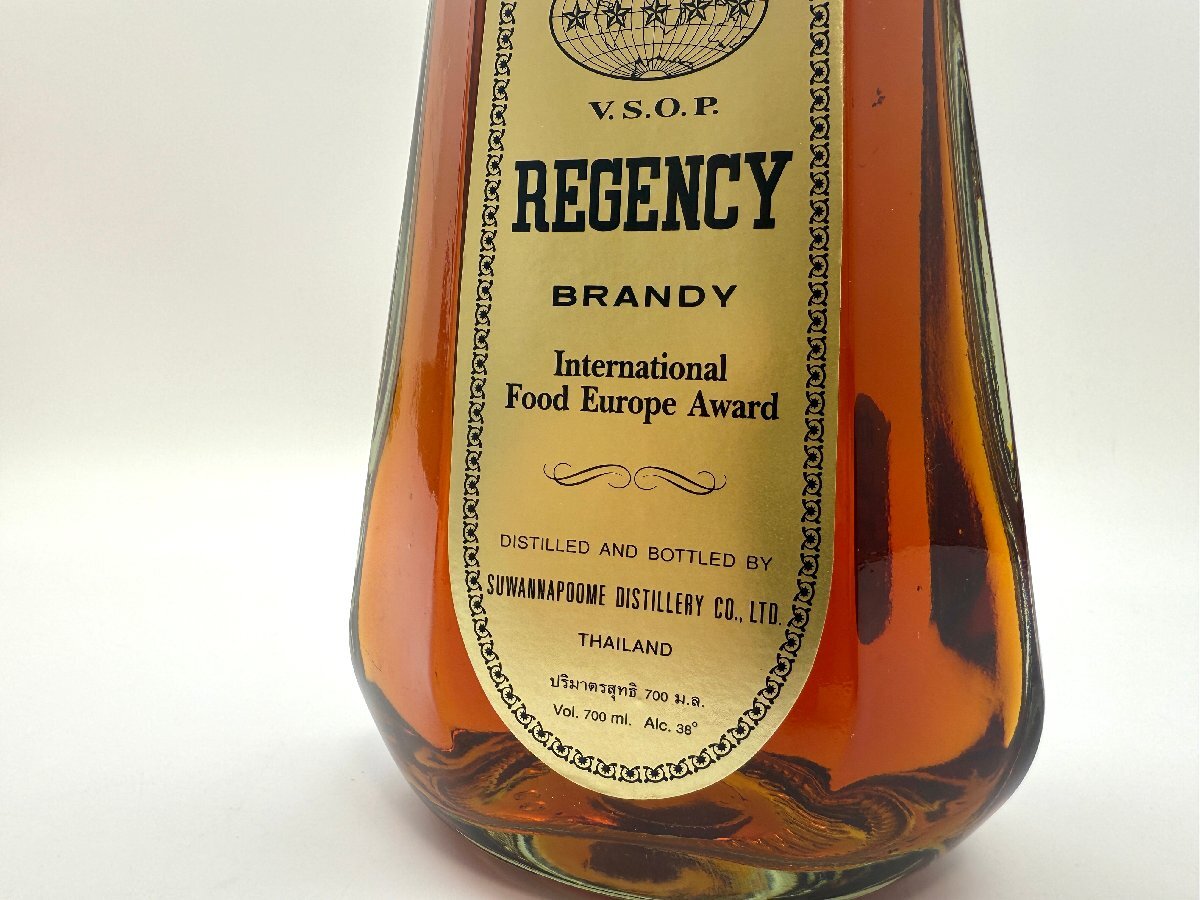 V.S.O.P.
REGENCY
BRANDY
International
Food Europe Award
DISTILLED AND BOTTLED BY
SUWANNAPOOME DISTILLERY CO., LTD.
THAILAND
ปริมาตรสุทธิ 700 ม.ล.
Vol. 700 ml. Alc. 38°